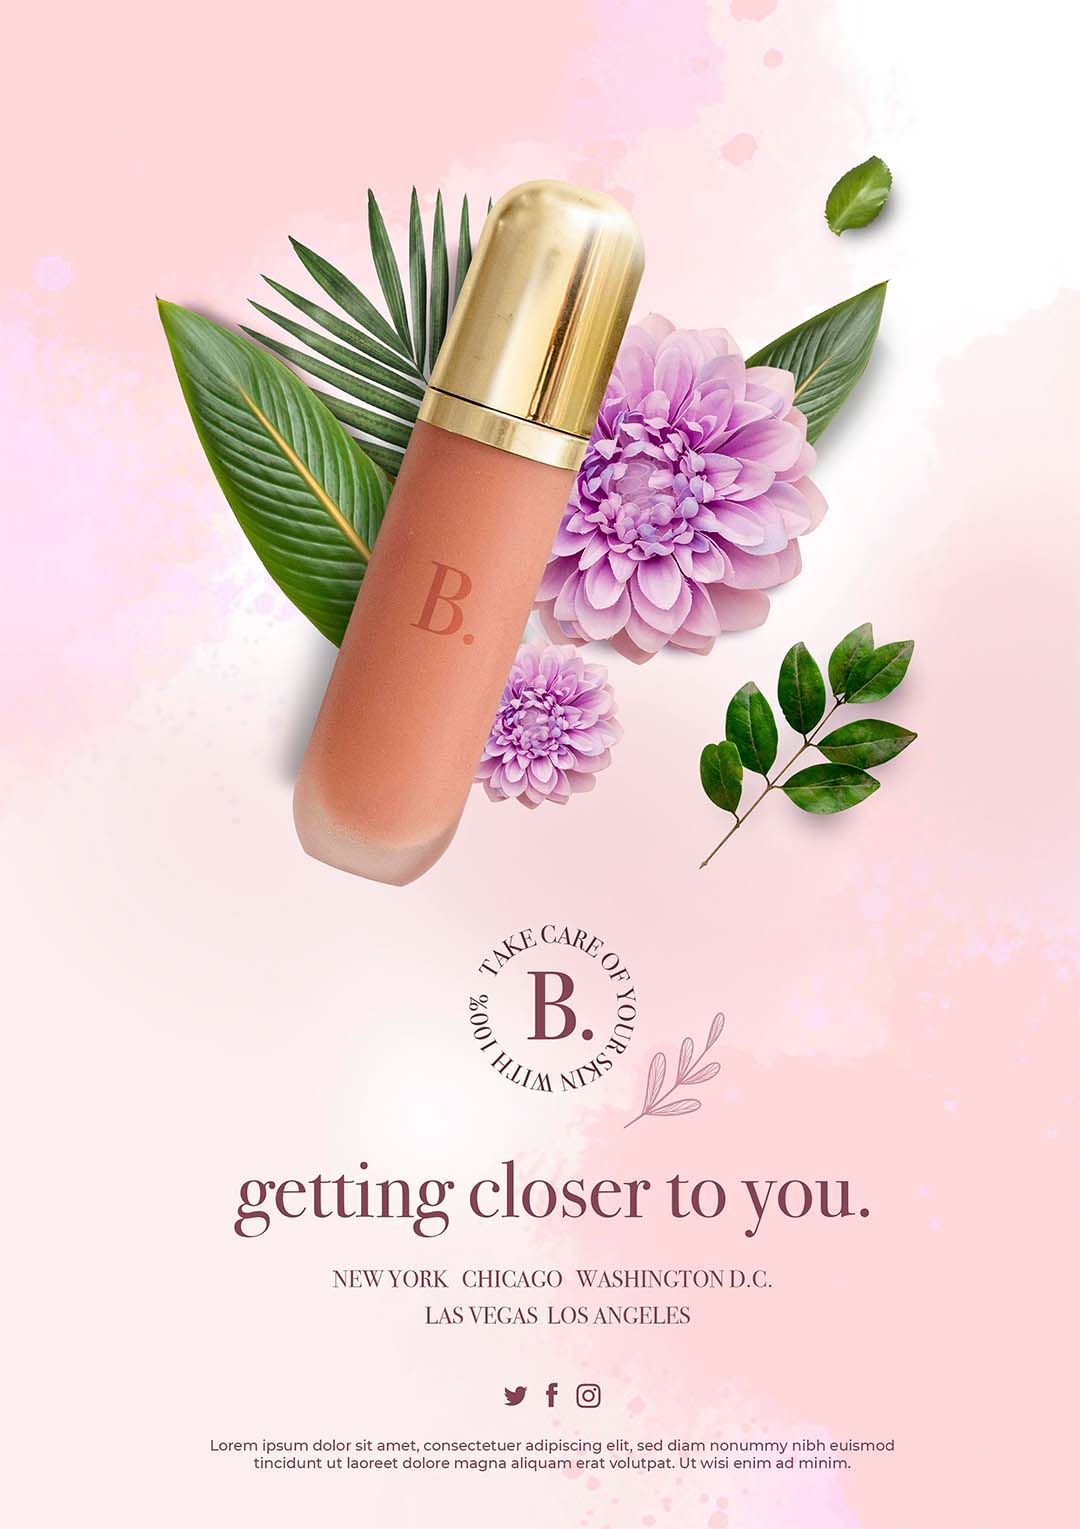 B.
TAKE CARE OF YOUR SKIN WITH 100%
B.
getting closer to you.
NEW YORK CHICAGO WASHINGTON D.C.
LAS VEGAS LOS ANGELES
Lorem ipsum dolor sit amet, consectetuer adipiscing elit, sed diam nonummy nibh euismod
tincidunt ut laoreet dolore magna aliquam erat volutpat. Ut wisi enim ad minim.